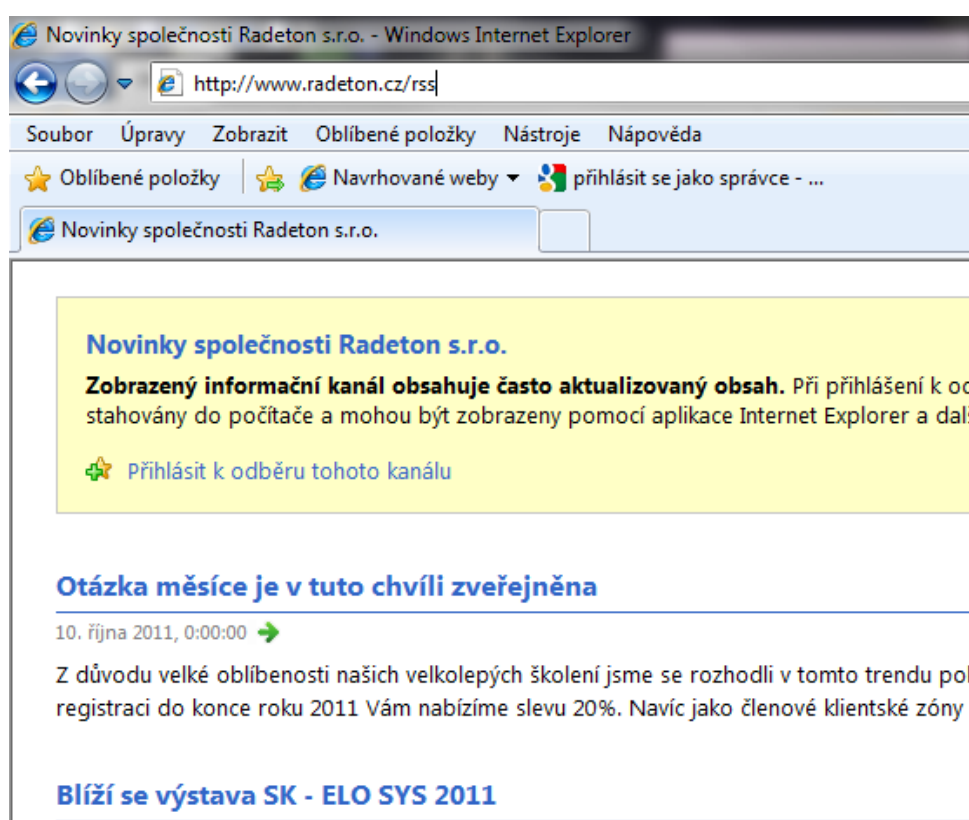 Novinky společnosti Radeton s.r.o. - Windows Internet Explorer
http://www.radeton.cz/rss
Soubor Úpravy Zobrazit Oblíbené položky Nástroje Nápověda
Oblíbené položky Navrhované weby přihlásit se jako správce - ...
Novinky společnosti Radeton s.r.o.
Novinky společnosti Radeton s.r.o.
Zobrazený informační kanál obsahuje často aktualizovaný obsah. Při přihlášení k
stahovány do počítače a mohou být zobrazeny pomocí aplikace Internet Explorer a
Přihlásit k odběru tohoto kanálu
Otázka měsíce je v tuto chvíli zveřejněna
10. října 2011, 0:00:00
Z důvodu velké oblíbenosti našich velkolepých školení jsme se rozhodli v tomto trendu
registraci do konce roku 2011 Vám nabízíme slevu 20%. Navíc jako členové klientské zóny
Blíží se výstava SK - ELO SYS 2011